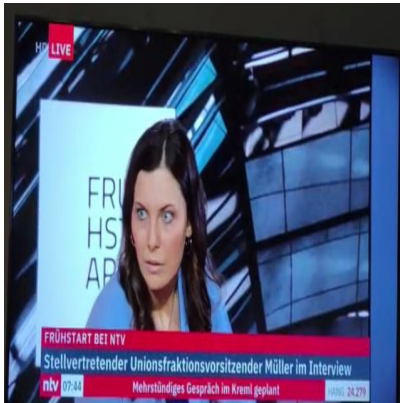 HD LIVE
FRÜ
HST
AR
FRÜHSTART BEI NTV
Stellvertretender Unionsfraktionsvorsitzender Müller im Interview
ntv 07:44 Mehrstündiges Gespräch im Kreml geplant HANG 24.279